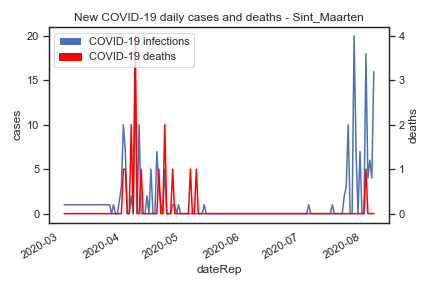 New COVID-19 daily cases and deaths - Sint_Maarten
COVID-19 infections
COVID-19 deaths
20
15
10
5
0
cases
4
3
2
1
0
deaths
2020-03
2020-04
2020-05
2020-06
2020-07
2020-08
dateRep